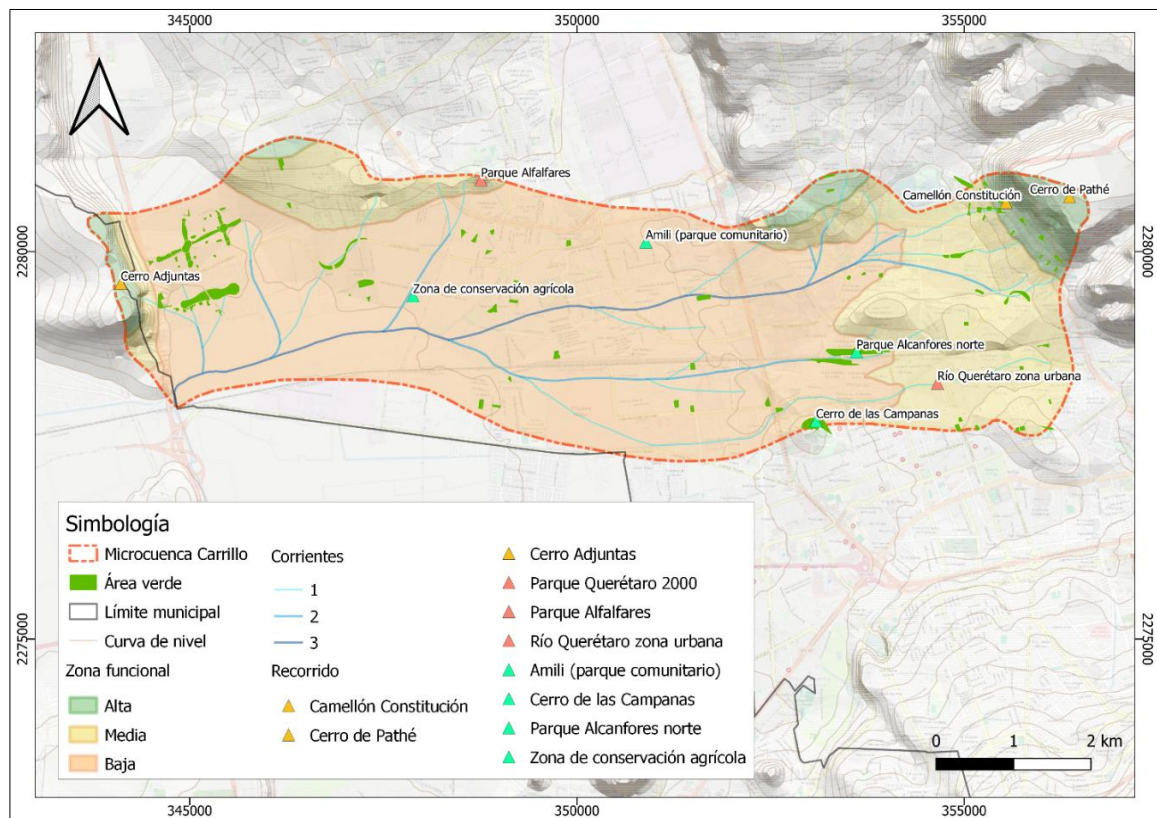 345000
350000
355000
2280000
2280000
Parque Alfalfares
Camellón Constitución
Cerro de Pathé
Amili (parque comunitario)
Cerro Adjuntas
Zona de conservación agrícola
Parque Alcanfores norte
Río Querétaro zona urbana
Cerro de las Campanas
Simbología
Microcuenca Carrillo
Área verde
Límite municipal
Curva de nivel
Zona funcional
Alta
Media
Baja
Corrientes
1
2
3
Recorrido
Camellón Constitución
Cerro de Pathé
Cerro Adjuntas
Parque Querétaro 2000
Parque Alfalfares
Río Querétaro zona urbana
Amili (parque comunitario)
Cerro de las Campanas
Parque Alcanfores norte
Zona de conservación agrícola
2275000
2275000
0 1 2 km
345000
350000
355000